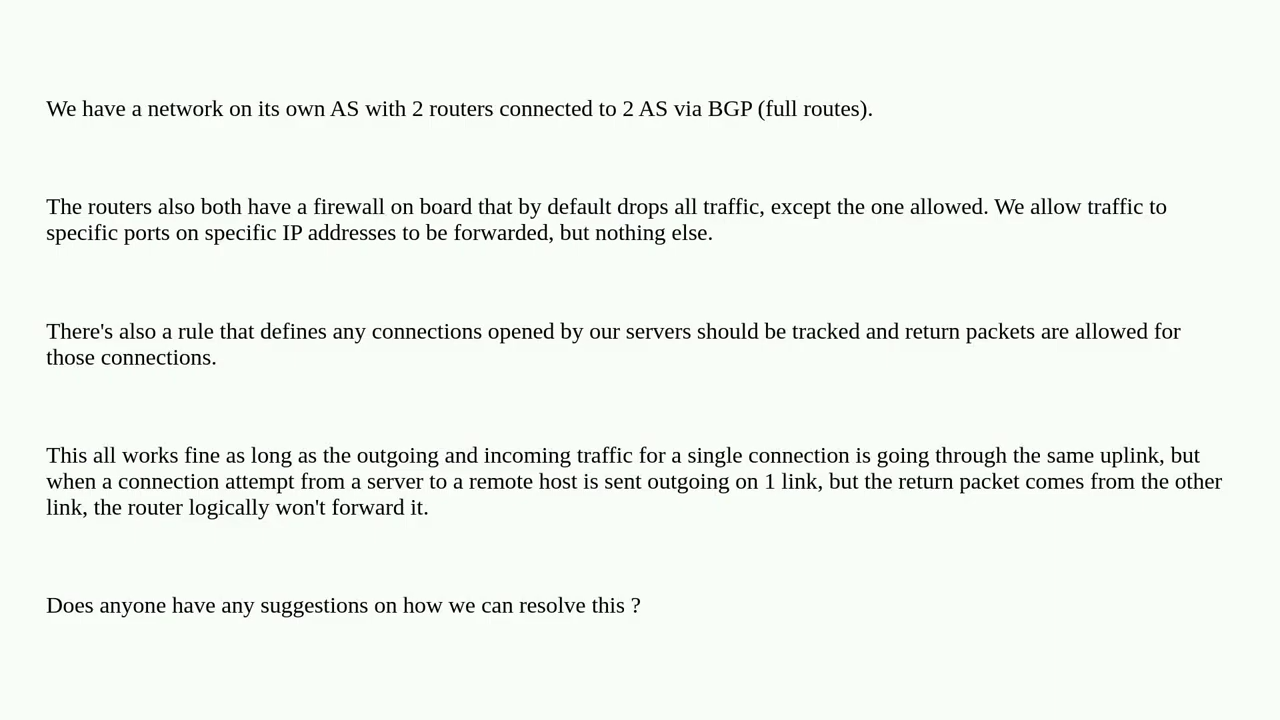 We have a network on its own AS with 2 routers connected to 2 AS via BGP (full routes).
The routers also both have a firewall on board that by default drops all traffic, except the one allowed. We allow traffic to
specific ports on specific IP addresses to be forwarded, but nothing else.
There's also a rule that defines any connections opened by our servers should be tracked and return packets are allowed for
those connections.
This all works fine as long as the outgoing and incoming traffic for a single connection is going through the same uplink, but
when a connection attempt from a server to a remote host is sent outgoing on 1 link, but the return packet comes from the other
link, the router logically won't forward it.
Does anyone have any suggestions on how we can resolve this ?